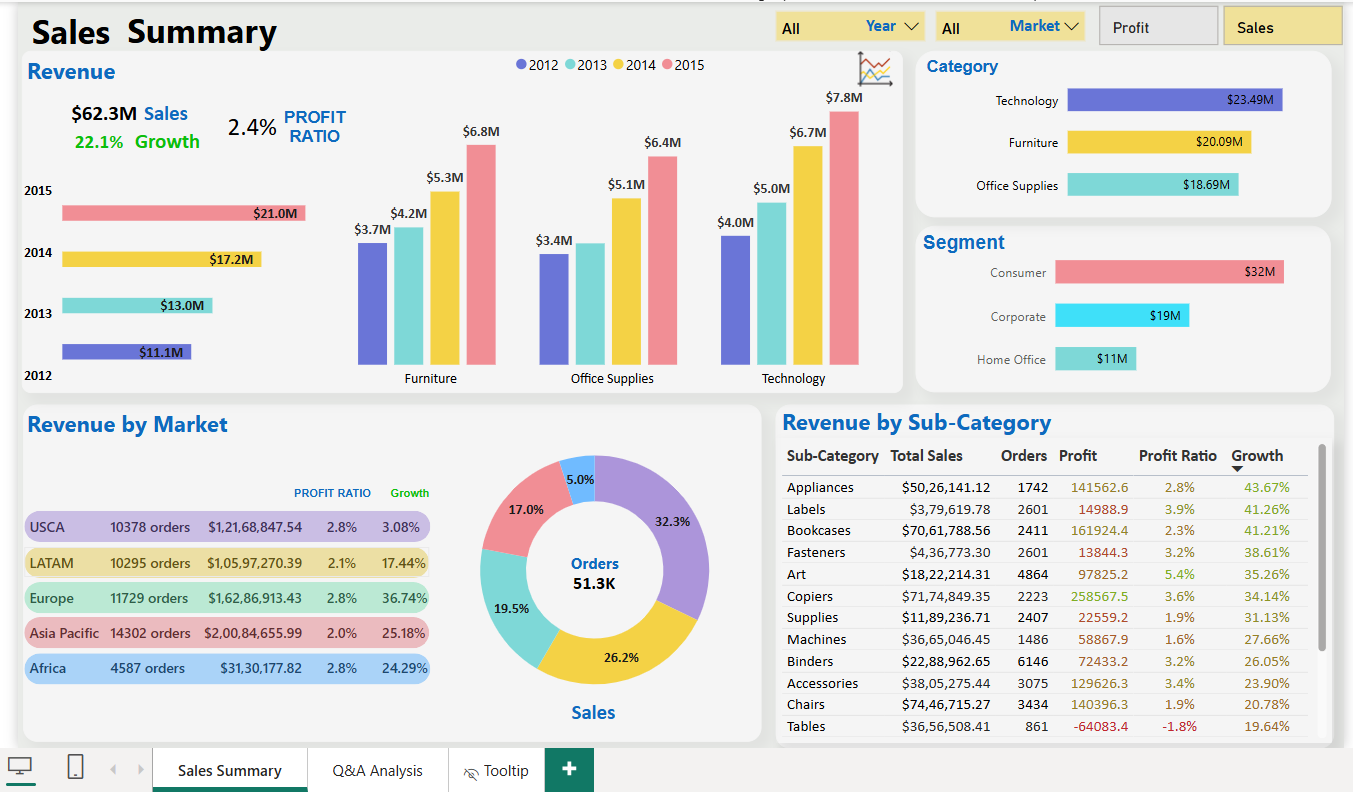 Sales Summary
All Year
All Market
Profit
Sales
Revenue
2012 2013 2014 2015
$62.3M Sales
22.1% Growth
2.4% PROFIT RATIO
2015
$21.0M
2014
$17.2M
2013
$13.0M
$11.1M
2012
$3.7M $4.2M $5.3M $6.8M
$3.4M $5.1M $6.4M
$4.0M $5.0M $6.7M $7.8M
Furniture Office Supplies Technology
Category
Technology $23.49M
Furniture $20.09M
Office Supplies $18.69M
Segment
Consumer $32M
Corporate $19M
Home Office $11M
Revenue by Market
PROFIT RATIO Growth
USCA 10378 orders $1,21,68,847.54 2.8% 3.08%
LATAM 10295 orders $1,05,97,270.39 2.1% 17.44%
Europe 11729 orders $1,62,86,913.43 2.8% 36.74%
Asia Pacific 14302 orders $2,00,84,655.99 2.0% 25.18%
Africa 4587 orders $31,30,177.82 2.8% 24.29%
5.0%
17.0%
32.3%
Orders
51.3K
19.5%
26.2%
Sales
Revenue by Sub-Category
Sub-Category Total Sales Orders Profit Profit Ratio Growth
Appliances $50,26,141.12 1742 141562.6 2.8% 43.67%
Labels $3,79,619.78 2601 14988.9 3.9% 41.26%
Bookcases $70,61,788.56 2411 161924.4 2.3% 41.21%
Fasteners $4,36,773.30 2601 13844.3 3.2% 38.61%
Art $18,22,214.31 4864 97825.2 5.4% 35.26%
Copiers $71,74,849.35 2223 258567.5 3.6% 34.14%
Supplies $11,89,236.71 2407 22559.2 1.9% 31.13%
Machines $36,65,046.45 1486 58867.9 1.6% 27.66%
Binders $22,88,962.65 6146 72433.2 3.2% 26.05%
Accessories $38,05,275.44 3075 129626.3 3.4% 23.90%
Chairs $74,46,715.27 3434 140396.3 1.9% 20.78%
Tables $36,56,508.41 861 -64083.4 -1.8% 19.64%
Sales Summary
Q&A Analysis
Tooltip